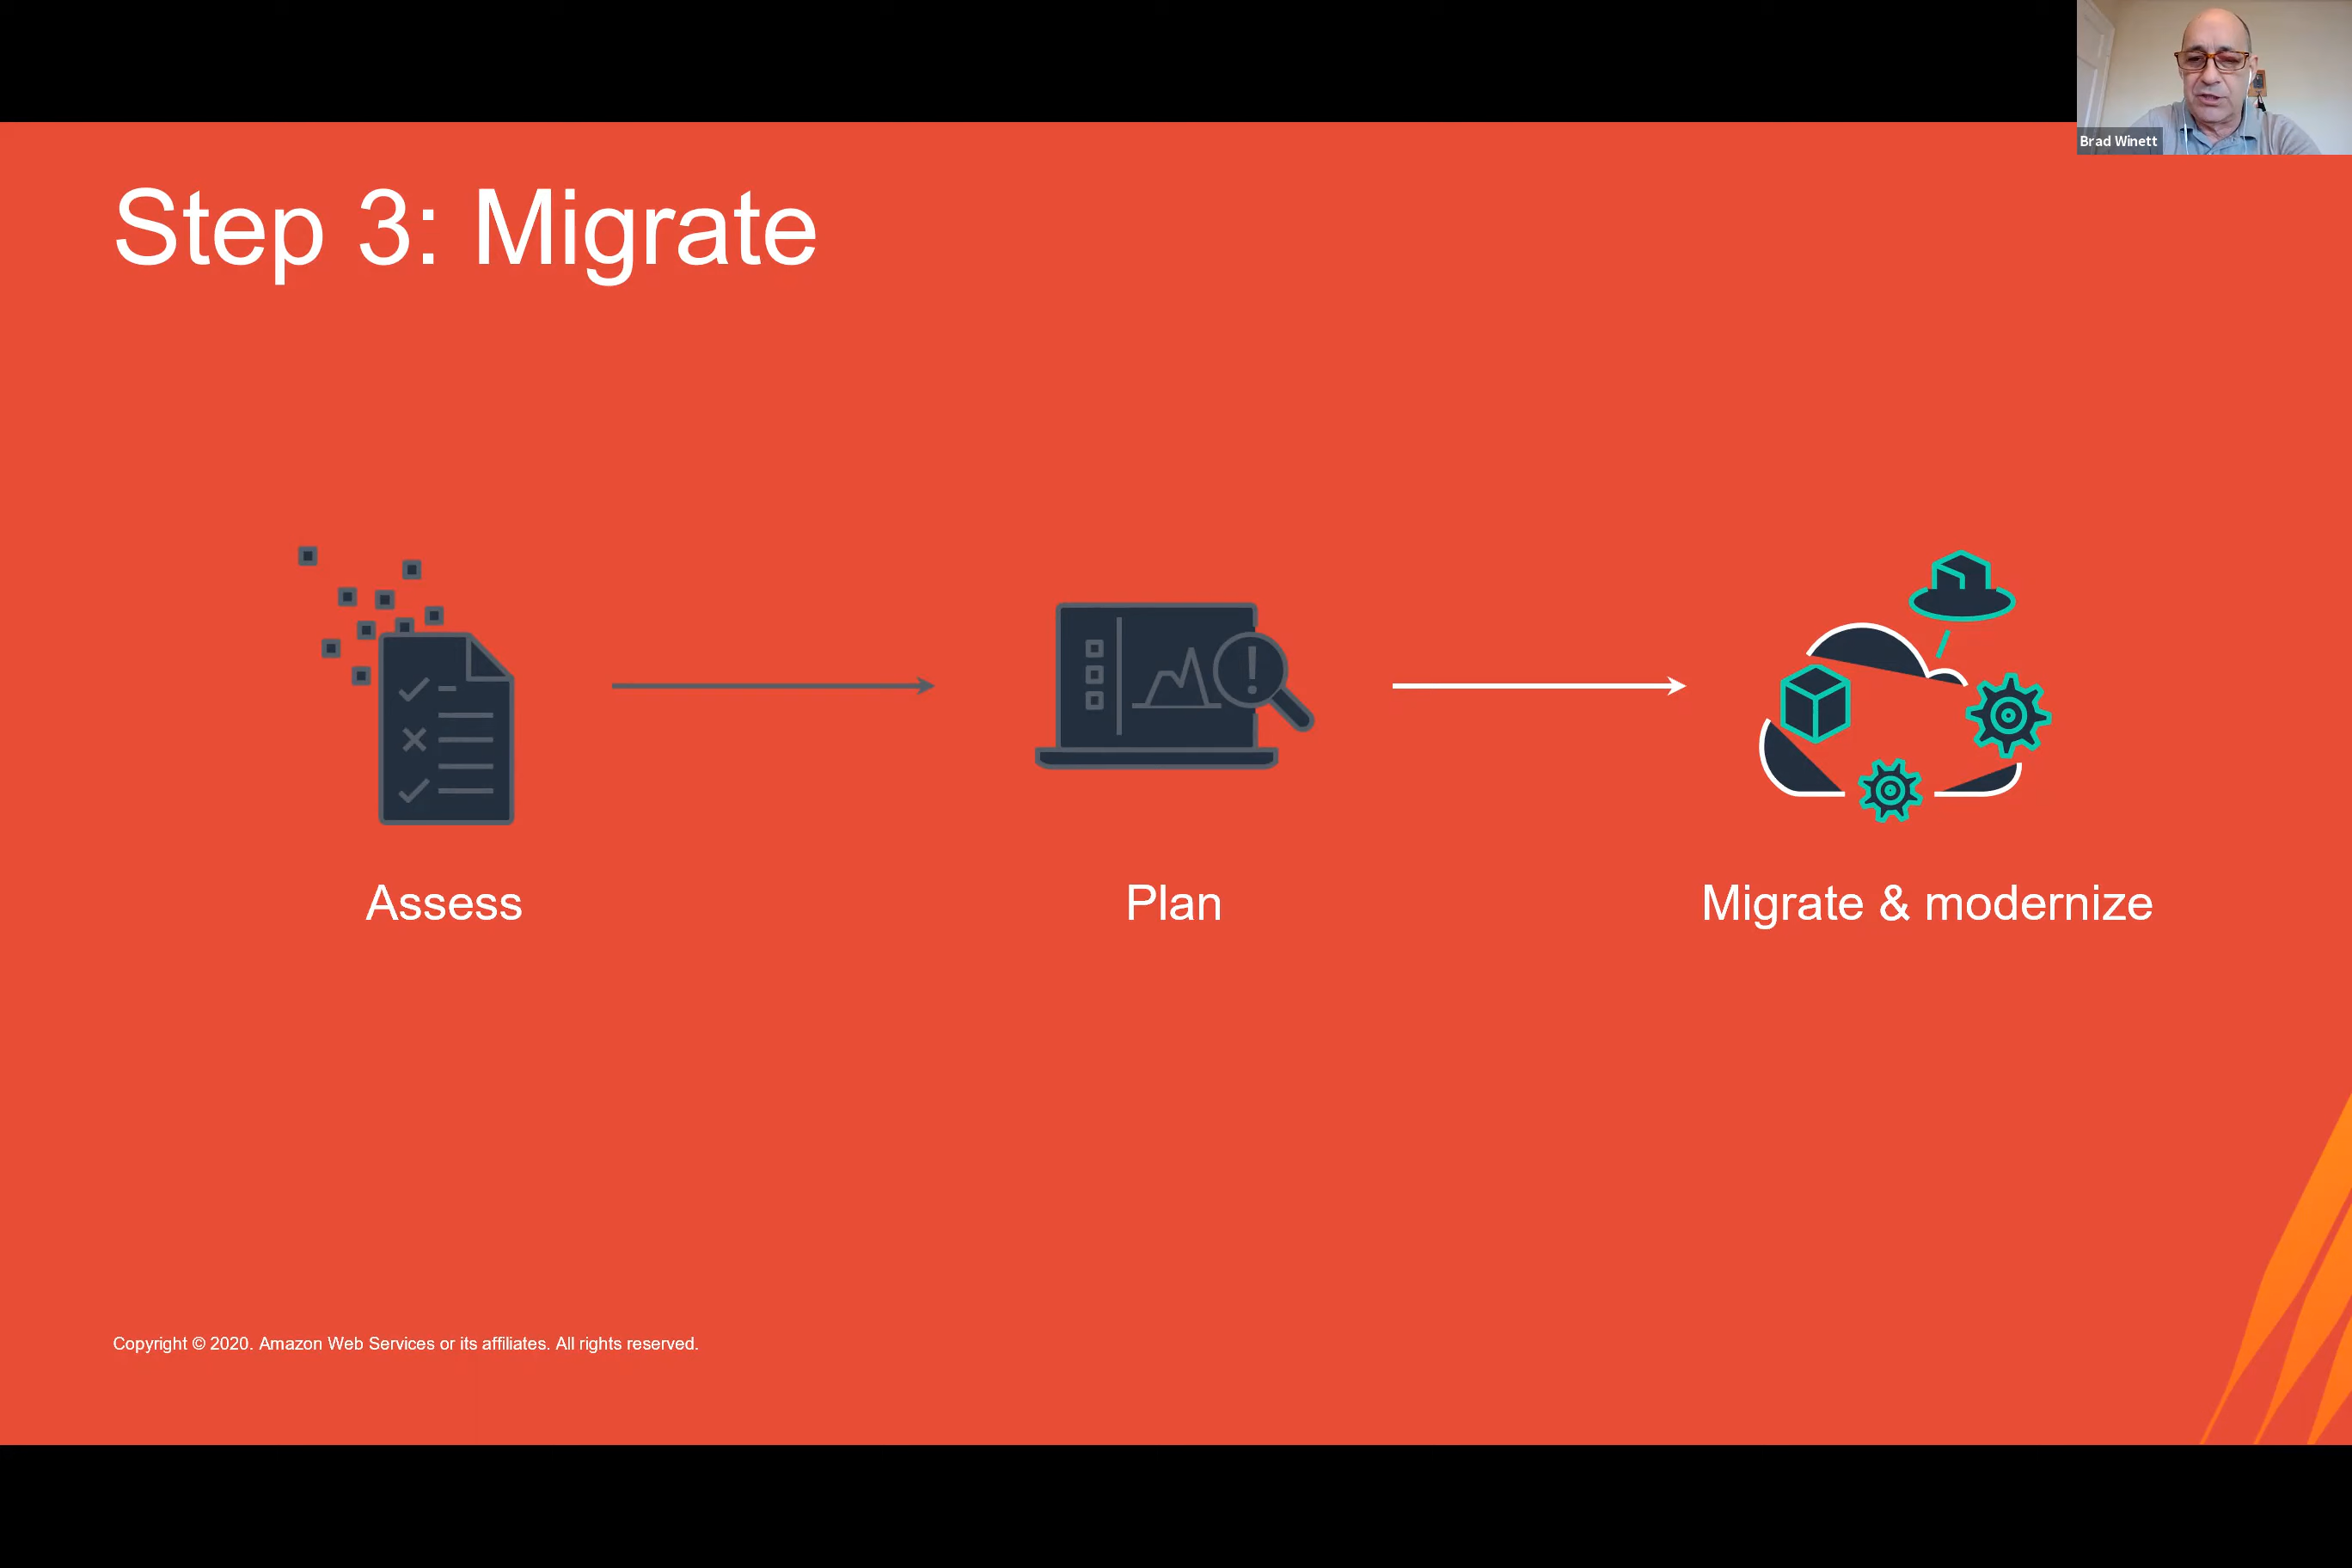 Brad Winett
Step 3: Migrate
Assess
Plan
Migrate & modernize
Copyright © 2020. Amazon Web Services or its affiliates. All rights reserved.